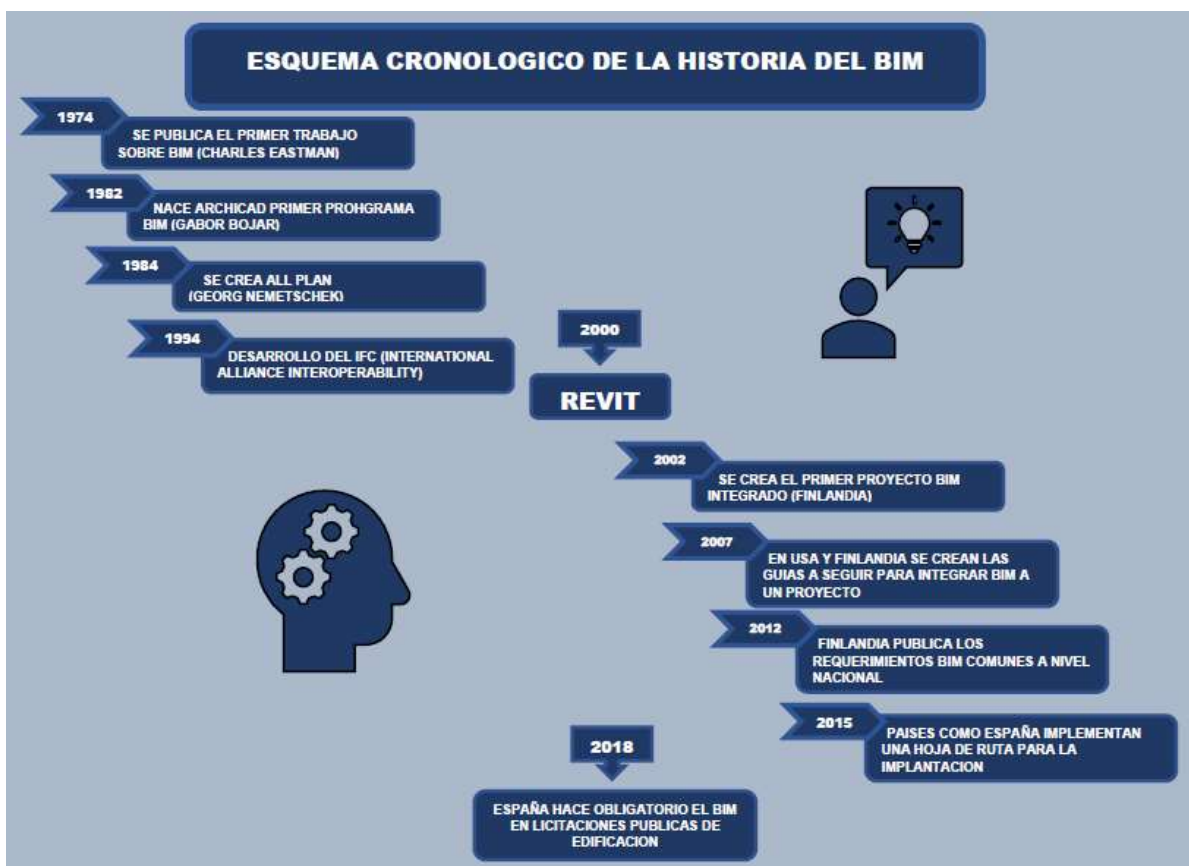 ESQUEMA CRONOLOGICO DE LA HISTORIA DEL BIM
1974
SE PUBLICA EL PRIMER TRABAJO
SOBRE BIM (CHARLES EASTMAN)
1982
NACE ARCHICAD PRIMER PROHGRAMA
BIM (GABOR BOJAR)
1984
SE CREA ALL PLAN
(GEORG NEMETSCHEK)
1994
DESARROLLO DEL IFC (INTERNATIONAL
ALLIANCE INTEROPERABILITY)
2000
REVIT
2002
SE CREA EL PRIMER PROYECTO BIM
INTEGRADO (FINLANDIA)
2007
EN USA Y FINLANDIA SE CREAN LAS
GUIAS A SEGUIR PARA INTEGRAR BIM A
UN PROYECTO
2012
FINLANDIA PUBLICA LOS
REQUERIMIENTOS BIM COMUNES A NIVEL
NACIONAL
2015
PAISES COMO ESPAÑA IMPLEMENTAN
UNA HOJA DE RUTA PARA LA
IMPLANTACION
2018
ESPAÑA HACE OBLIGATORIO EL BIM
EN LICITACIONES PUBLICAS DE
EDIFICACION